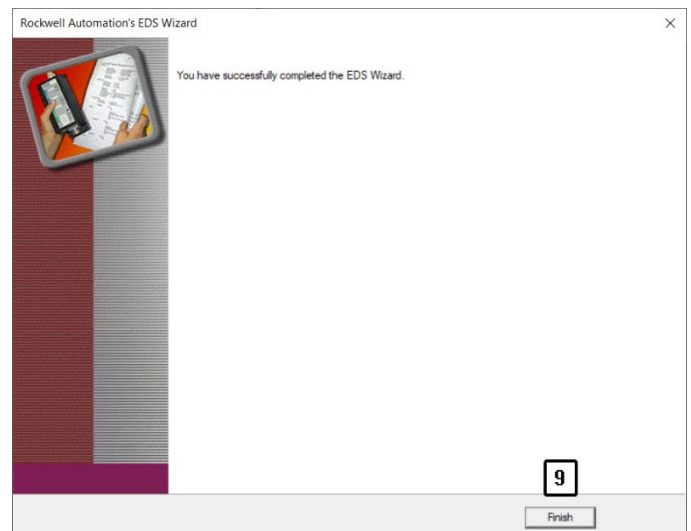 Rockwell Automation's EDS Wizard
You have successfully completed the EDS Wizard.
9
Finish